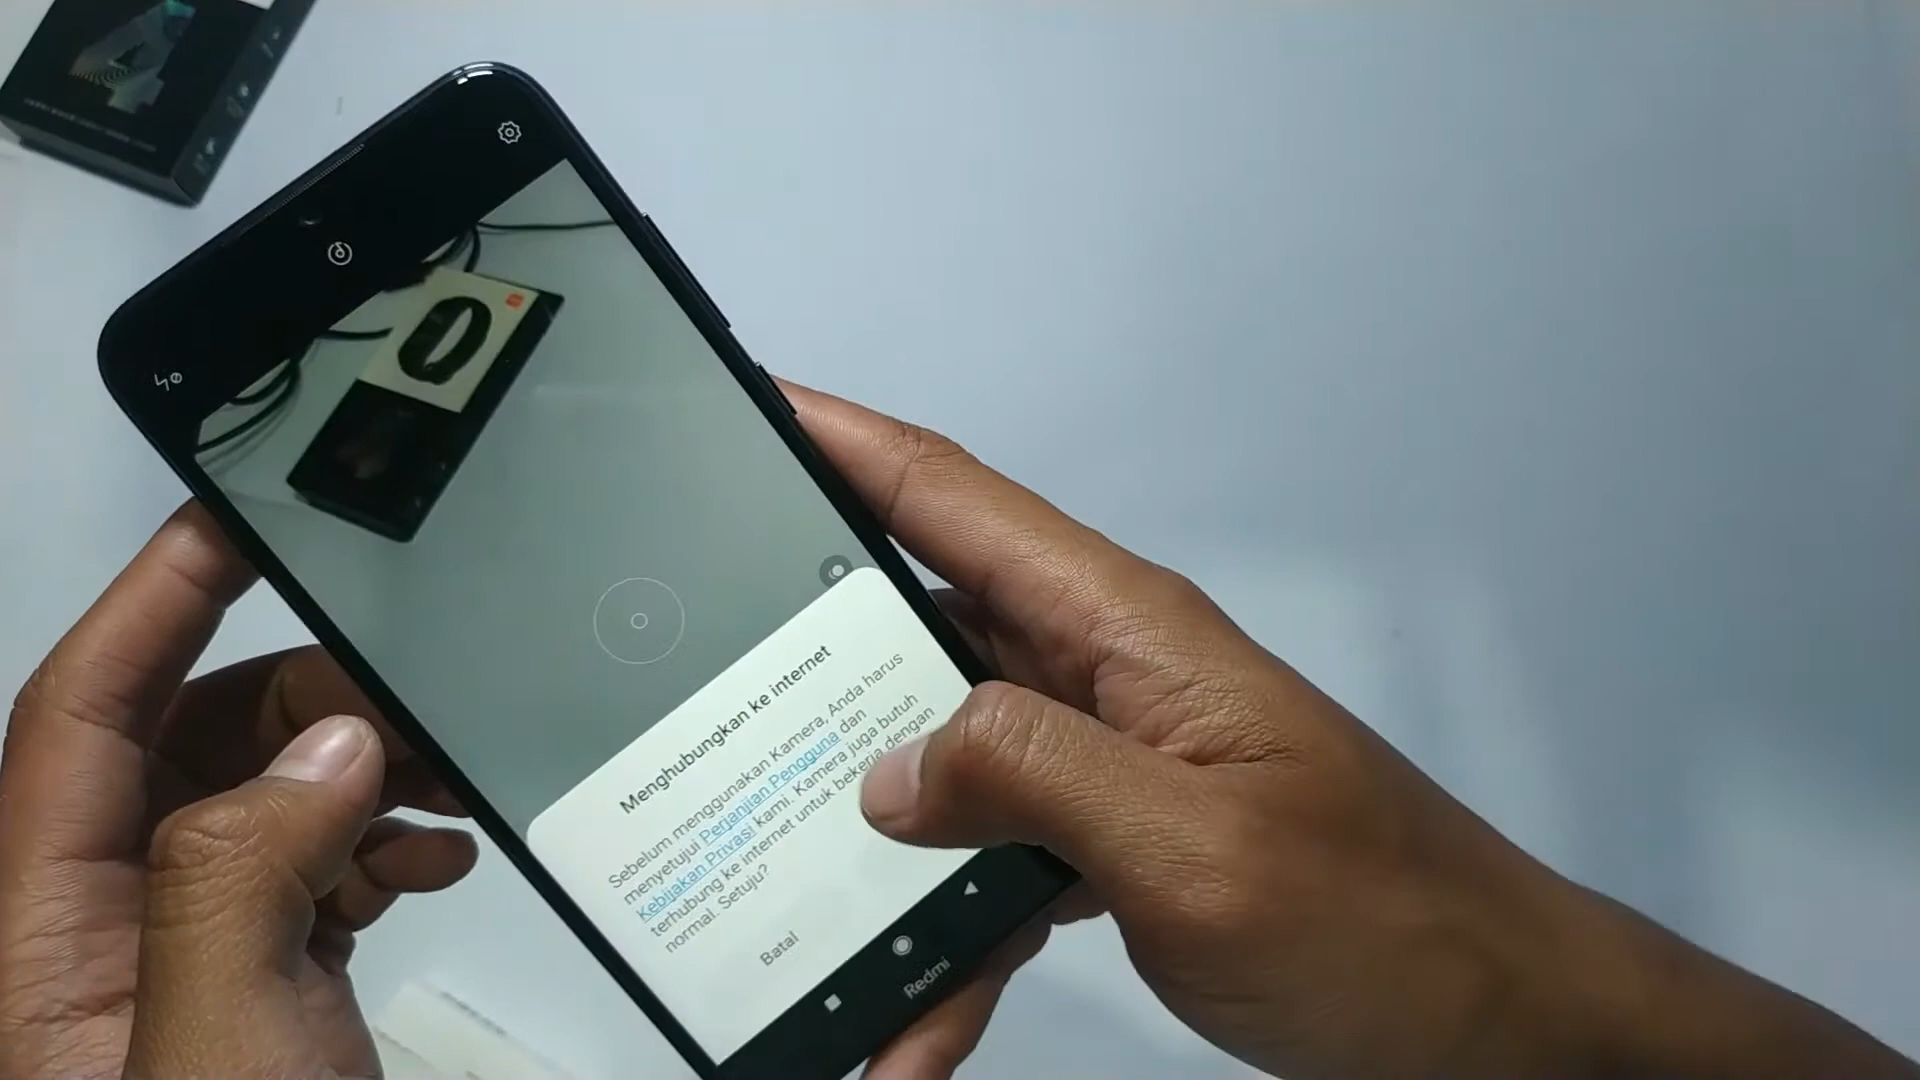 Menghubungkan ke internet
Sebelum menggunakan Kamera, Anda harus
menyetujui Perjanjian Pengguna dan
Kebijakan Privasi kami. Kamera juga butuh
terhubung ke internet untuk bekerja dengan
normal. Setuju?
Batal
Redmi